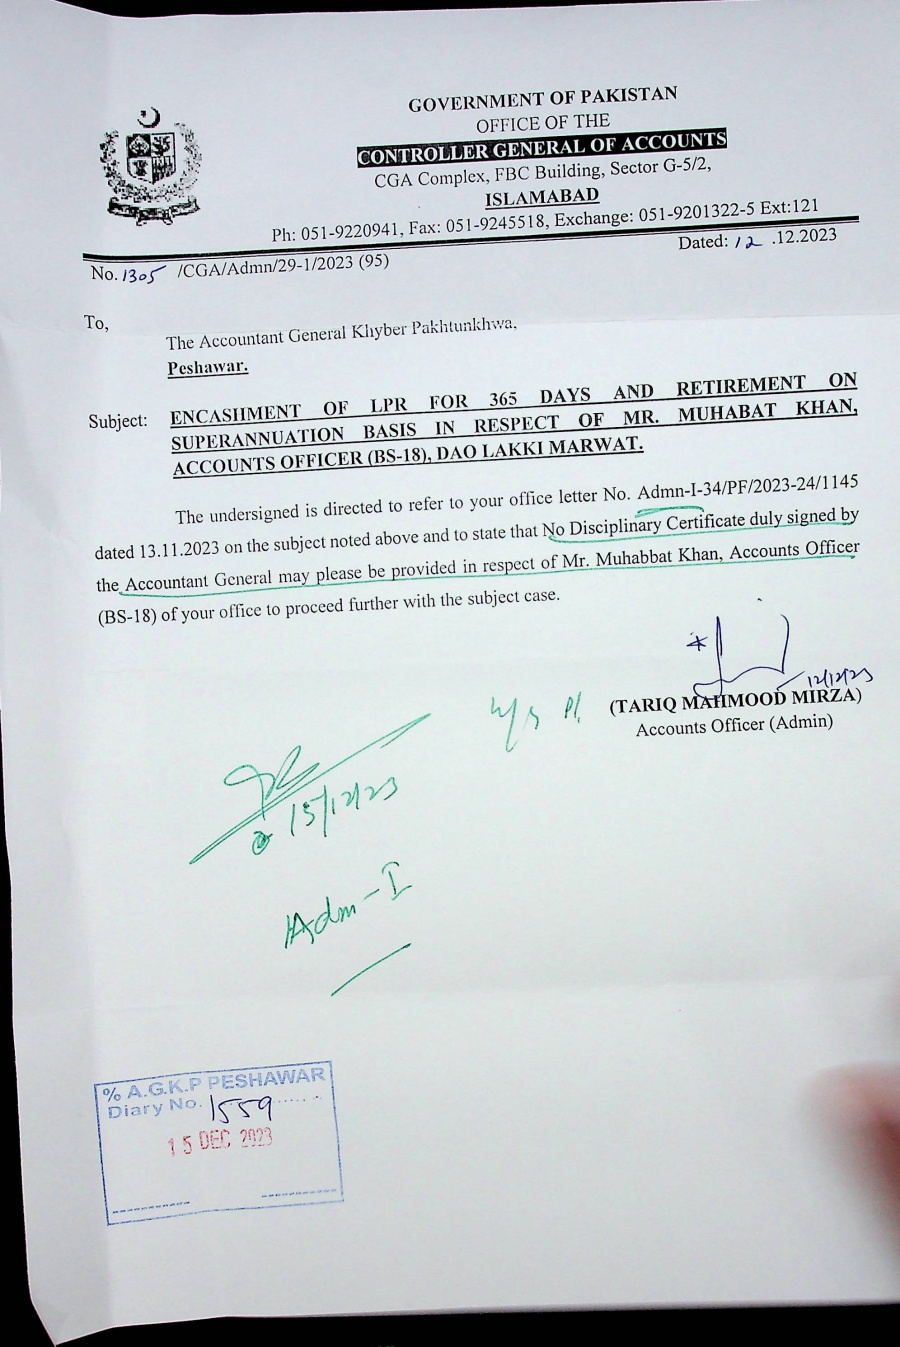 GOVERNMENT OF PAKISTAN
OFFICE OF THE
CONTROLLER GENERAL OF ACCOUNTS
CGA Complex, FBC Building, Sector G-5/2,
ISLAMABAD
Ph: 051-9220941, Fax: 051-9245518, Exchange: 051-9201322-5 Ext:121
No. 1305 /CGA/Admn/29-1/2023 (95)
Dated: 12 .12.2023
To,
The Accountant General Khyber Pakhtunkhwa,
Peshawar.
Subject: ENCASHMENT OF LPR FOR 365 DAYS AND RETIREMENT ON
SUPERANNUATION BASIS IN RESPECT OF MR. MUHABAT KHAN,
ACCOUNTS OFFICER (BS-18), DAO LAKKI MARWAT.
The undersigned is directed to refer to your office letter No. Admn-I-34/PF/2023-24/1145
dated 13.11.2023 on the subject noted above and to state that No Disciplinary Certificate duly signed by
the Accountant General may please be provided in respect of Mr. Muhabbat Khan, Accounts Officer
(BS-18) of your office to proceed further with the subject case.
12/12/23
(TARIQ MAHMOOD MIRZA)
Accounts Officer (Admin)
15/12/23
Adm-I
% A.G.K.P PESHAWAR
Diary No. 1559
15 DEC 2023